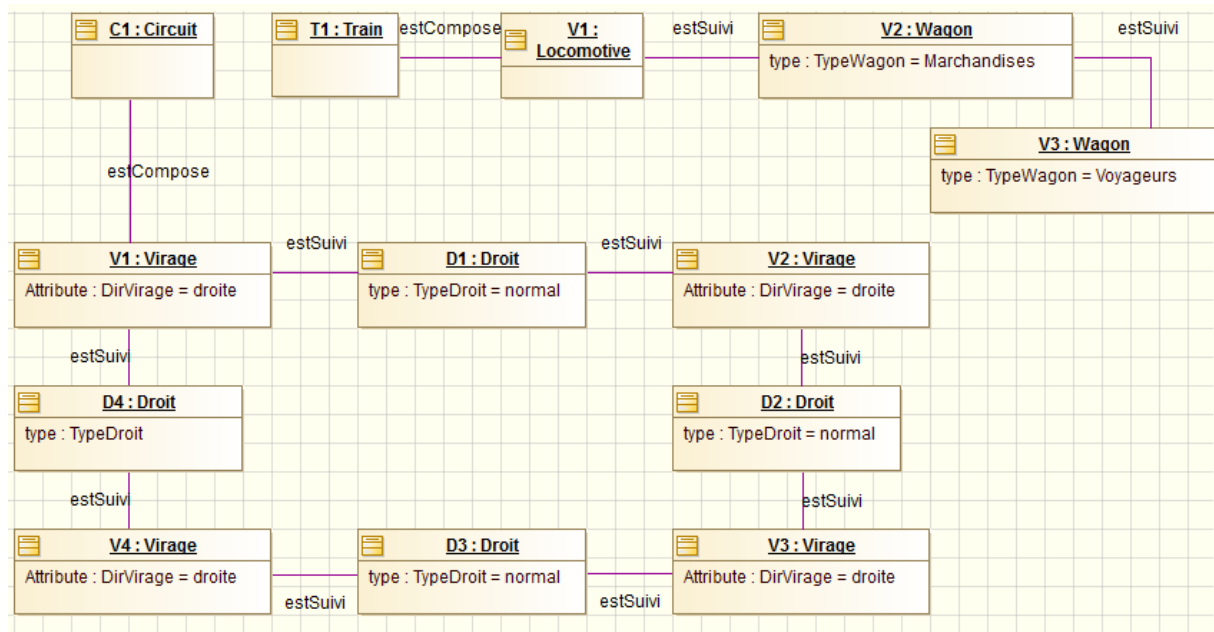 C1 : Circuit
T1 : Train
estCompose
V1 :
Locomotive
estSuivi
V2 : Wagon
type : TypeWagon = Marchandises
estSuivi
V3 : Wagon
type : TypeWagon = Voyageurs
estCompose
V1 : Virage
Attribute : DirVirage = droite
estSuivi
D1 : Droit
type : TypeDroit = normal
estSuivi
V2 : Virage
Attribute : DirVirage = droite
estSuivi
estSuivi
D4 : Droit
type : TypeDroit
D2 : Droit
type : TypeDroit = normal
estSuivi
estSuivi
V4 : Virage
Attribute : DirVirage = droite
estSuivi
D3 : Droit
type : TypeDroit = normal
estSuivi
V3 : Virage
Attribute : DirVirage = droite